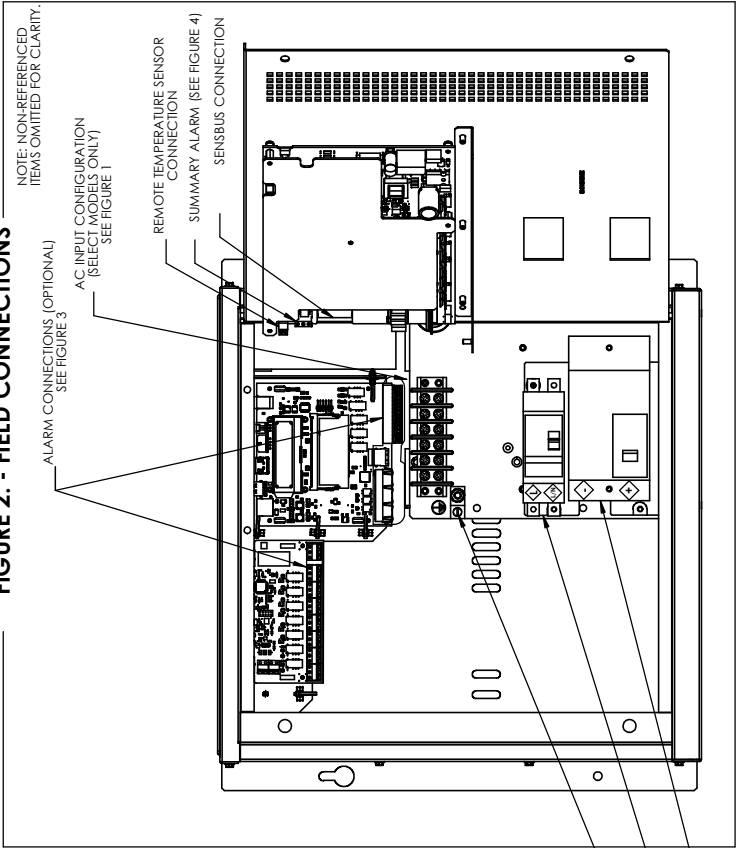 FIGURE 2. - FIELD CONNECTIONS
NOTE: NON-REFERENCED
ITEMS OMITTED FOR CLARITY.
ALARM CONNECTIONS (OPTIONAL)
SEE FIGURE 3
AC INPUT CONFIGURATION
(SELECT MODELS ONLY)
SEE FIGURE 1
REMOTE TEMPERATURE SENSOR
CONNECTION
SUMMARY ALARM (SEE FIGURE 4)
SENSBUS CONNECTION
-
+